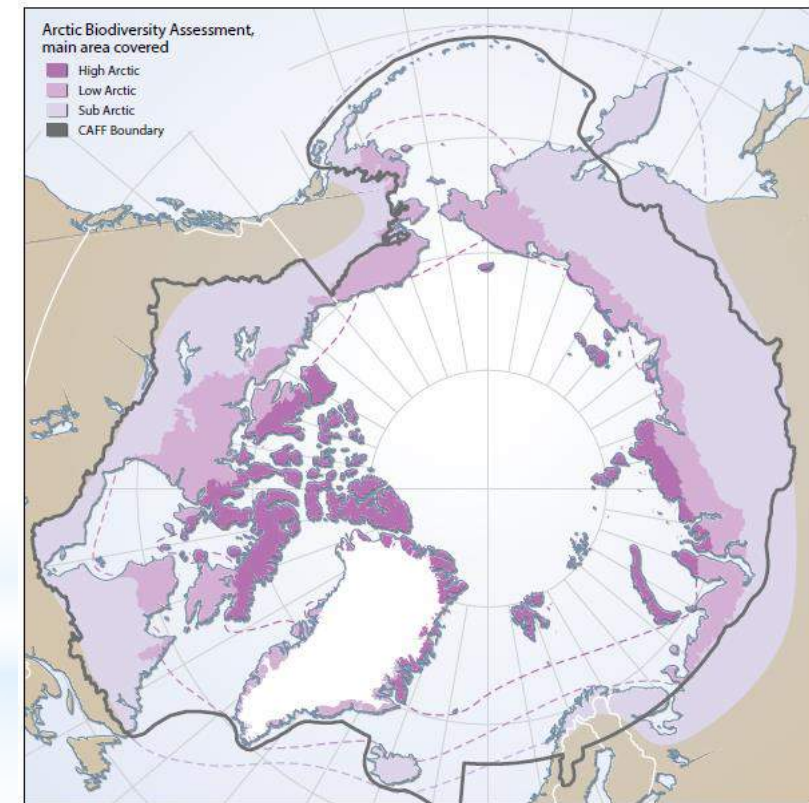 Arctic Biodiversity Assessment,
main area covered
High Arctic
Low Arctic
Sub Arctic
CAFF Boundary